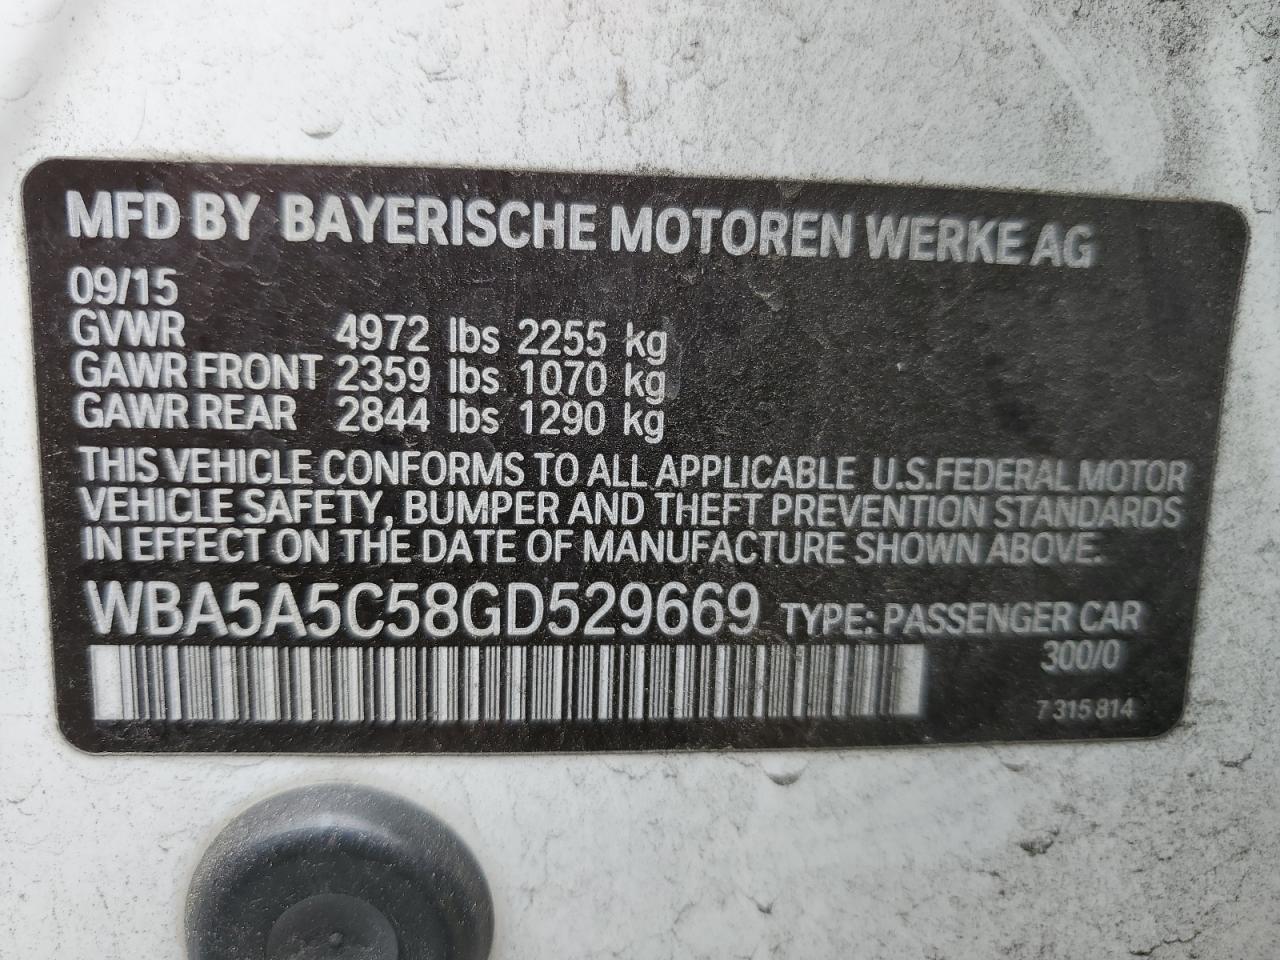 MFD BY BAYERISCHE MOTOREN WERKE AG
09/15
GVWR 4972 lbs 2255 kg
GAWR FRONT 2359 lbs 1070 kg
GAWR REAR 2844 lbs 1290 kg
THIS VEHICLE CONFORMS TO ALL APPLICABLE U.S.FEDERAL MOTOR
VEHICLE SAFETY, BUMPER AND THEFT PREVENTION STANDARDS
IN EFFECT ON THE DATE OF MANUFACTURE SHOWN ABOVE.
WBA5A5C58GD529669 TYPE: PASSENGER CAR
300/0
7 315 814